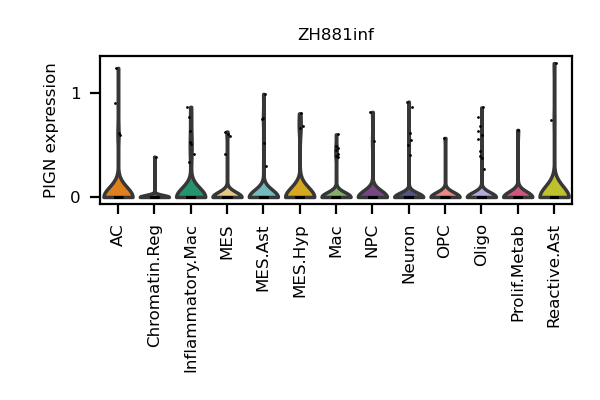 ZH881inf
PIGN expression
1
0
AC
Chromatin.Reg
Inflammatory.Mac
MES
MES.Ast
MES.Hyp
Mac
NPC
Neuron
OPC
Oligo
Prolif.Metab
Reactive.Ast